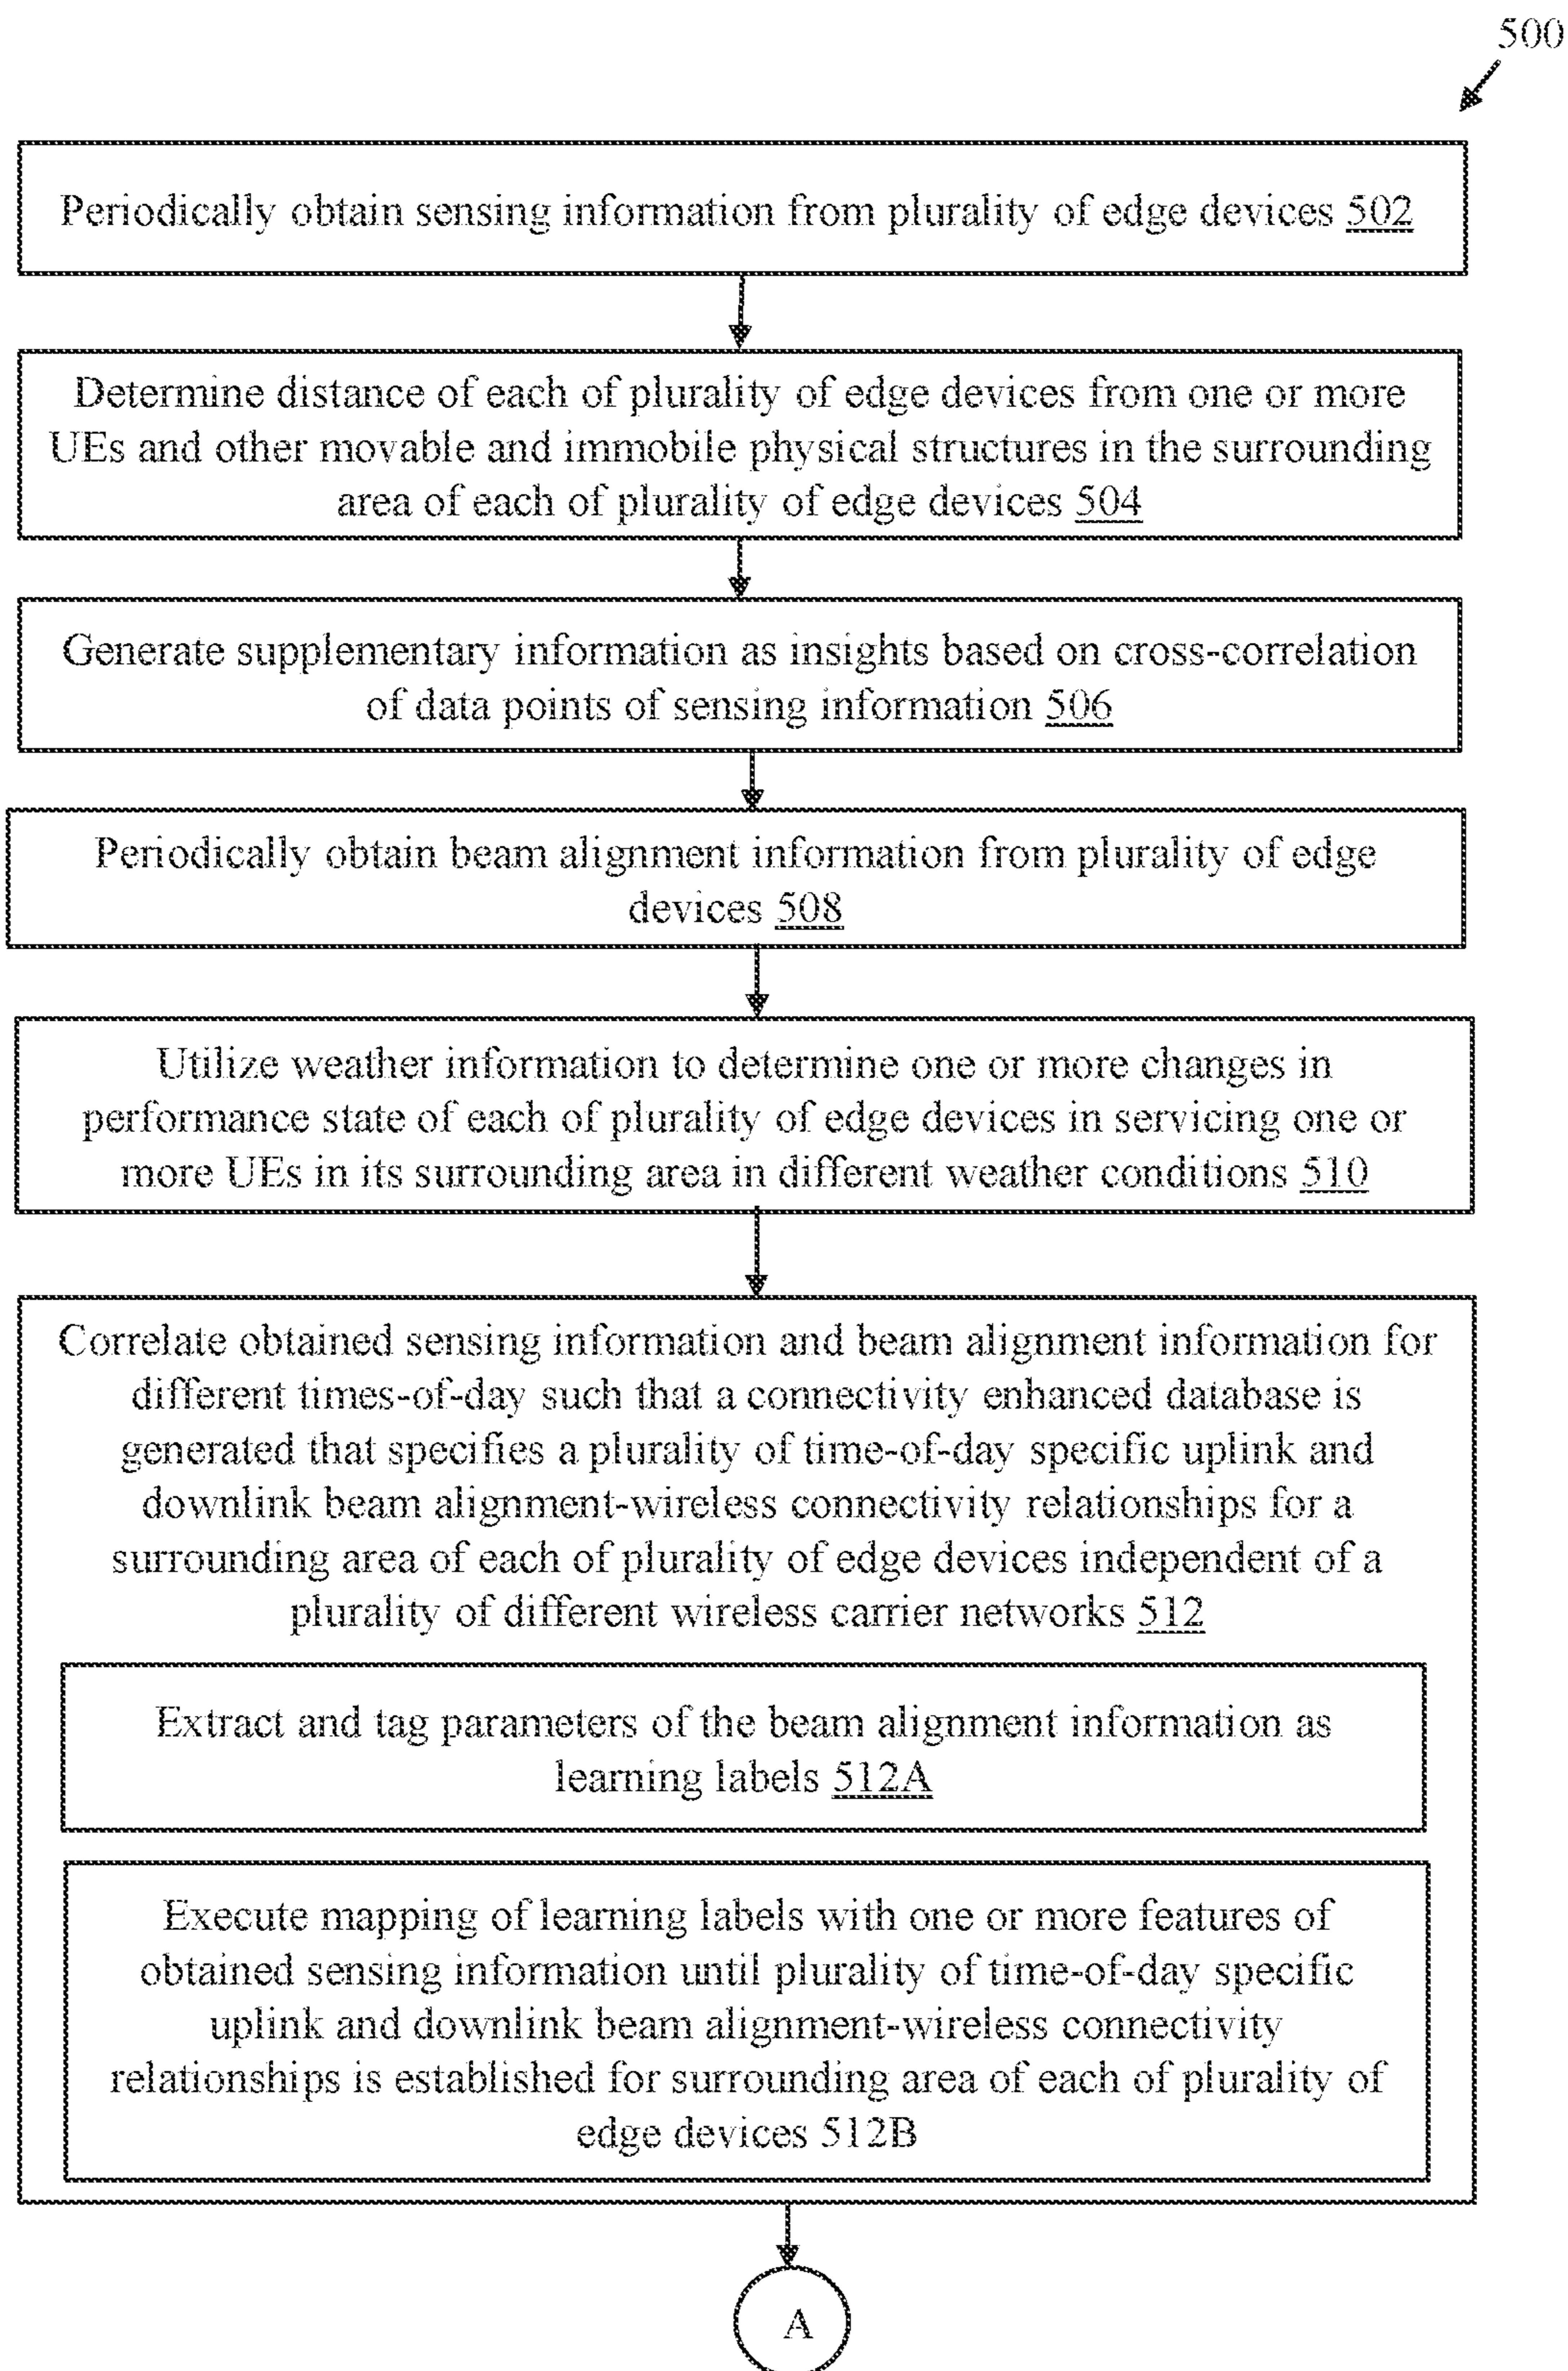 500
Periodically obtain sensing information from plurality of edge devices 502
Determine distance of each of plurality of edge devices from one or more
UEs and other movable and immobile physical structures in the surrounding
area of each of plurality of edge devices 504
Generate supplementary information as insights based on cross-correlation
of data points of sensing information 506
Periodically obtain beam alignment information from plurality of edge
devices 508
Utilize weather information to determine one or more changes in
performance state of each of plurality of edge devices in servicing one or
more UEs in its surrounding area in different weather conditions 510
Correlate obtained sensing information and beam alignment information for
different times-of-day such that a connectivity enhanced database is
generated that specifies a plurality of time-of-day specific uplink and
downlink beam alignment-wireless connectivity relationships for a
surrounding area of each of plurality of edge devices independent of a
plurality of different wireless carrier networks 512
Extract and tag parameters of the beam alignment information as
learning labels 512A
Execute mapping of learning labels with one or more features of
obtained sensing information until plurality of time-of-day specific
uplink and downlink beam alignment-wireless connectivity
relationships is established for surrounding area of each of plurality of
edge devices 512B
A